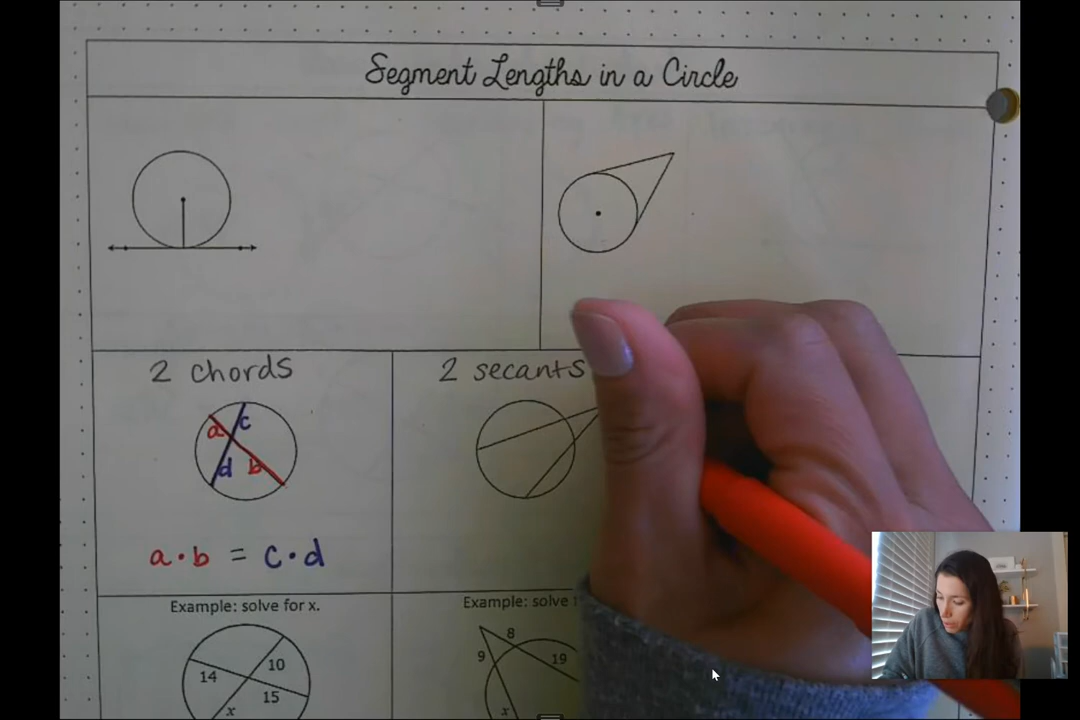 Segment Lengths in a Circle
2 chords
2 secants
a c
d b
a · b = c · d
Example: solve for x.
Example: solve
10
14
15
x
8
9
19
x